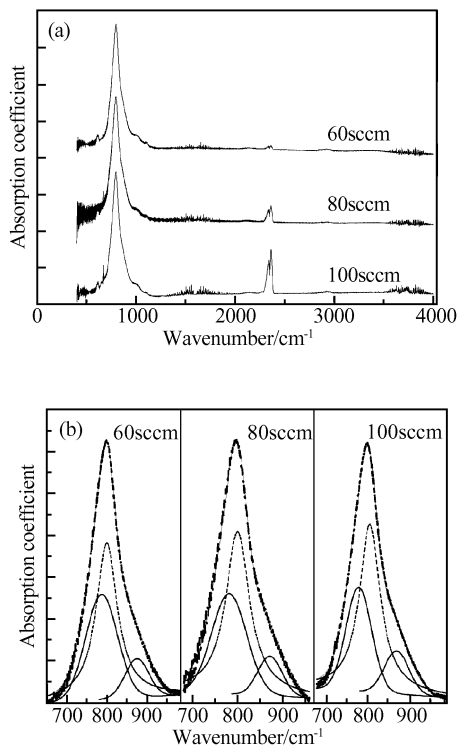 (a)
Absorption coefficient
60sccm
80sccm
100sccm
0 1000 2000 3000 4000
Wavenumber/cm-1
(b)
60sccm 80sccm 100sccm
Absorption coefficient
700 800 900 700 800 900 700 800 900
Wavenumber/cm-1